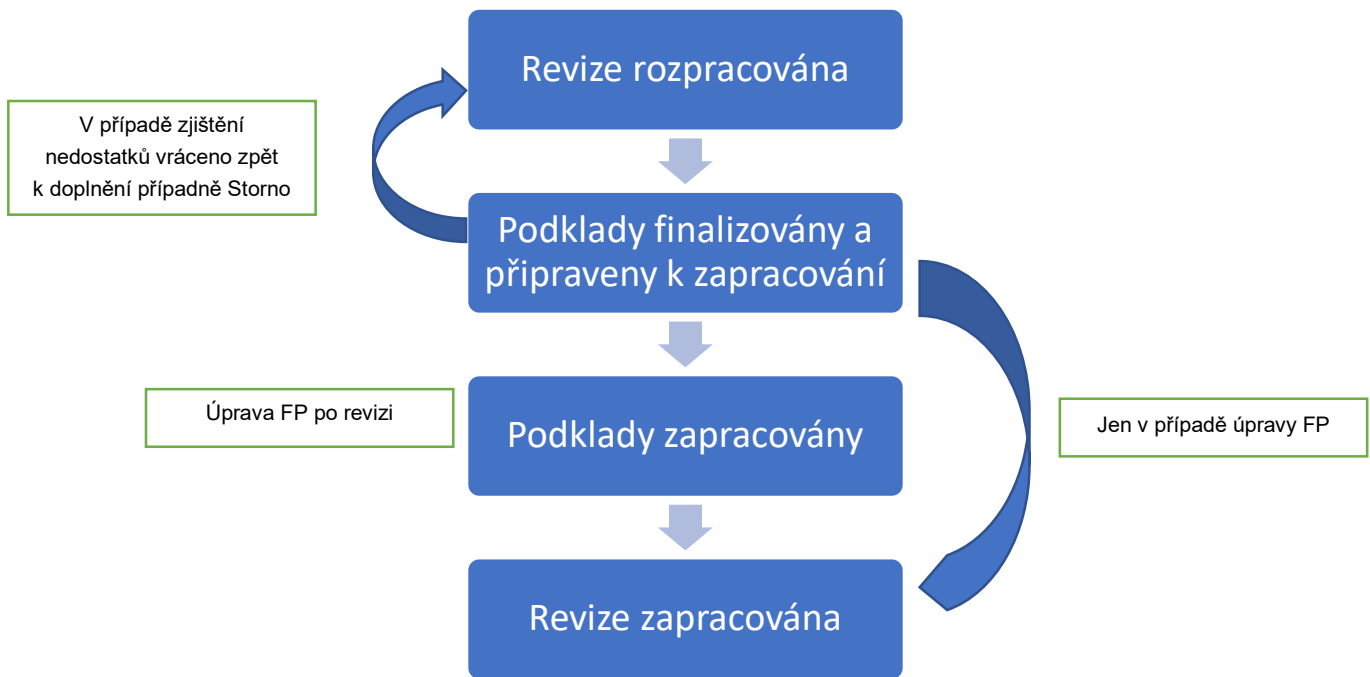 Revize rozpracována
V případě zjištění
nedostatků vráceno zpět
k doplnění případně Storno
Podklady finalizovány a
připraveny k zapracování
Úprava FP po revizi
Podklady zapracovány
Jen v případě úpravy FP
Revize zapracována